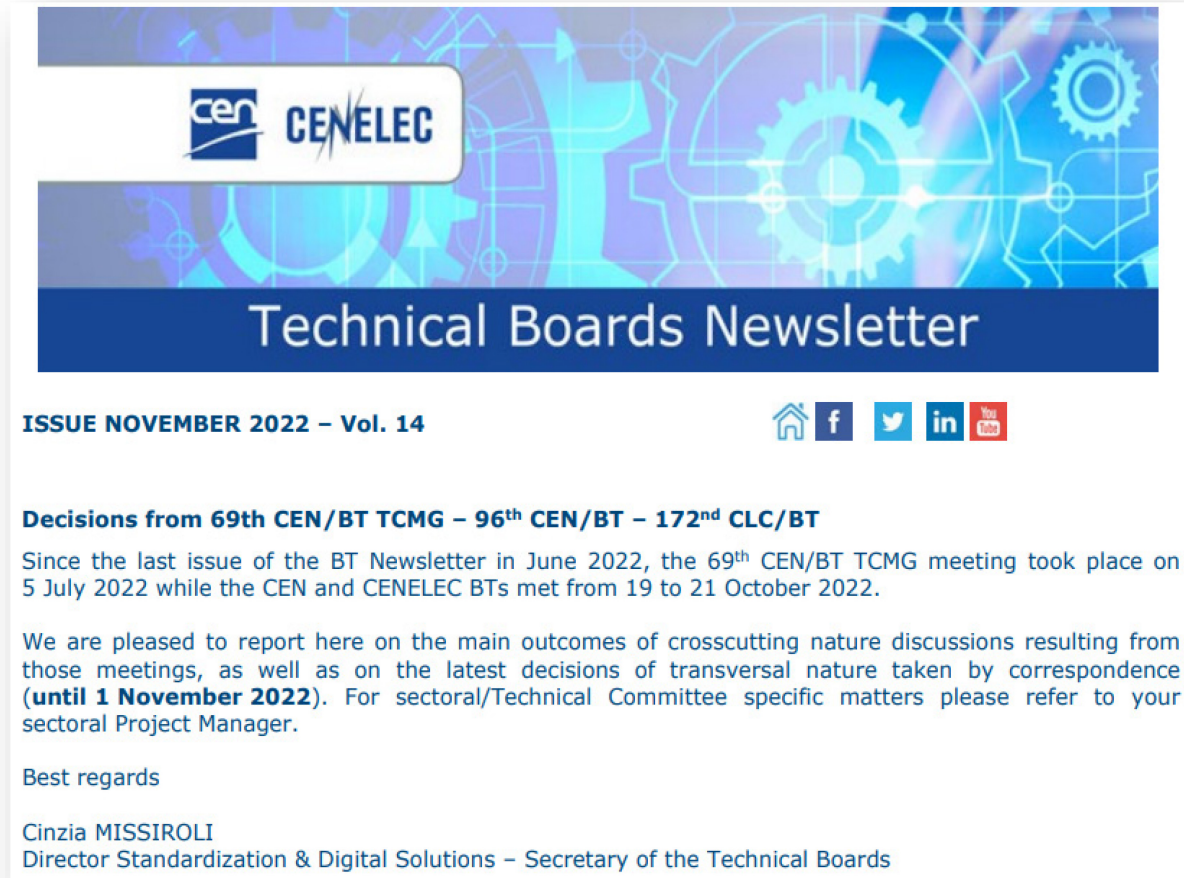 cen CENELEC
Technical Boards Newsletter
ISSUE NOVEMBER 2022 – Vol. 14
f in You Tube
Decisions from 69th CEN/BT TCMG – 96th CEN/BT – 172nd CLC/BT
Since the last issue of the BT Newsletter in June 2022, the 69th CEN/BT TCMG meeting took place on
5 July 2022 while the CEN and CENELEC BTs met from 19 to 21 October 2022.
We are pleased to report here on the main outcomes of crosscutting nature discussions resulting from
those meetings, as well as on the latest decisions of transversal nature taken by correspondence
(until 1 November 2022). For sectoral/Technical Committee specific matters please refer to your
sectoral Project Manager.
Best regards
Cinzia MISSIROLI
Director Standardization & Digital Solutions – Secretary of the Technical Boards